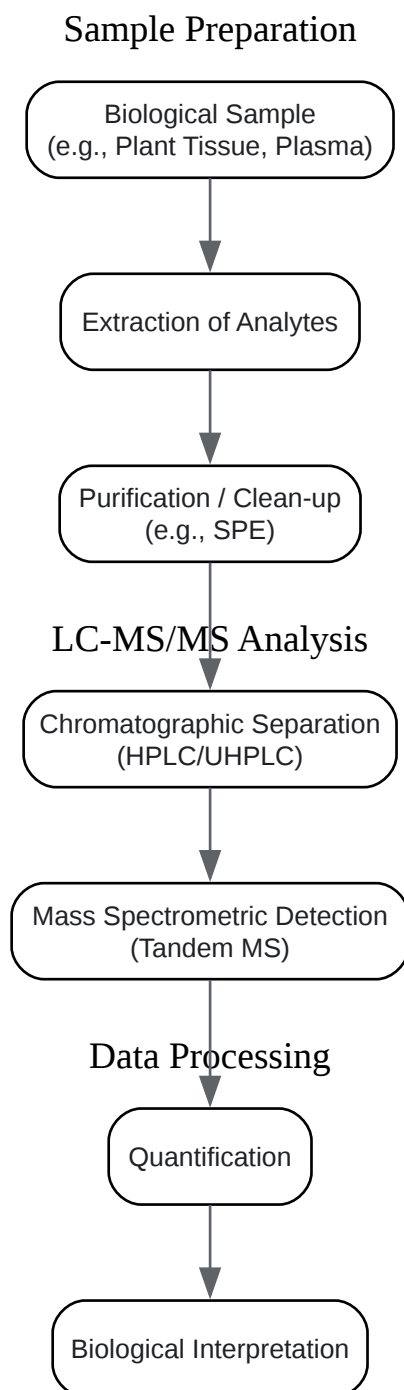 Sample Preparation
Biological Sample
(e.g., Plant Tissue, Plasma)
Extraction of Analytes
Purification / Clean-up
(e.g., SPE)
LC-MS/MS Analysis
Chromatographic Separation
(HPLC/UHPLC)
Mass Spectrometric Detection
(Tandem MS)
Data Processing
Quantification
Biological Interpretation